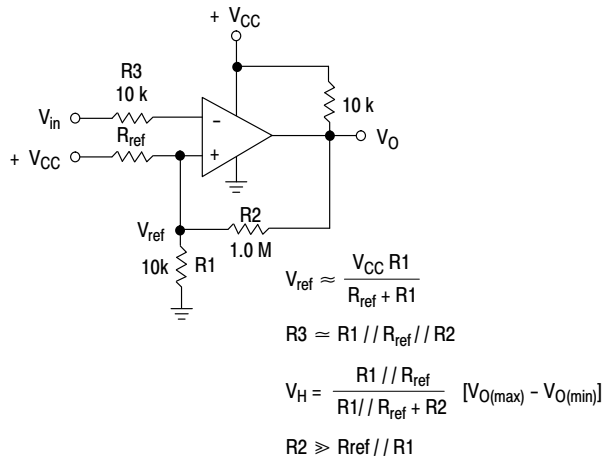 + VCC
R3
10 k
Vin
Rref
+ VCC
−
+
10 k
VO
Vref
R2
1.0 M
10k
R1
Vref ≈ VCC R1 / Rref + R1
R3 ≃ R1 // Rref // R2
VH = R1 // Rref / R1// Rref + R2 [VO(max) − VO(min)]
R2 ≫ Rref // R1